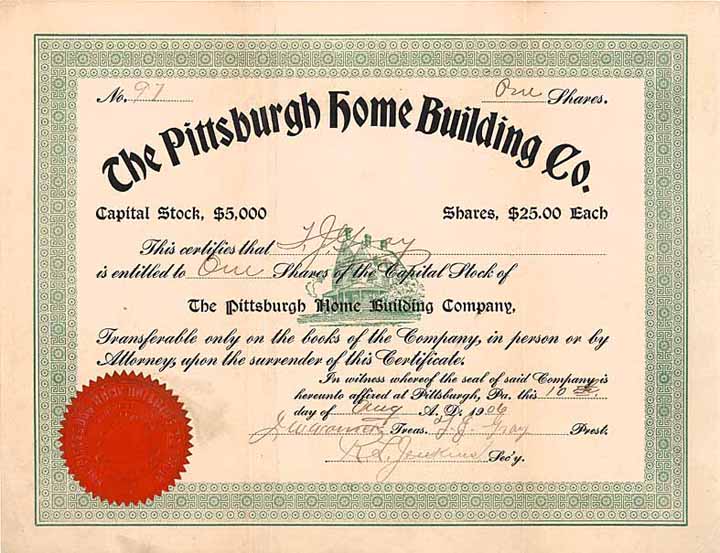 No. 97 One Shares.
The Pittsburgh Home Building Co.
Capital Stock, $5,000 Shares, $25.00 Each
This certifies that F. J. Gray
is entitled to One Shares of the Capital Stock of
The Pittsburgh Home Building Company,
Transferable only on the books of the Company, in person or by
Attorney, upon the surrender of this Certificate.
In witness whereof the seal of said Company is
hereunto affixed at Pittsburgh, Pa. this 10
day of Aug A. D. 1906
Treas. F. J. Gray Prest.
R. L. Jenkins Sec'y.